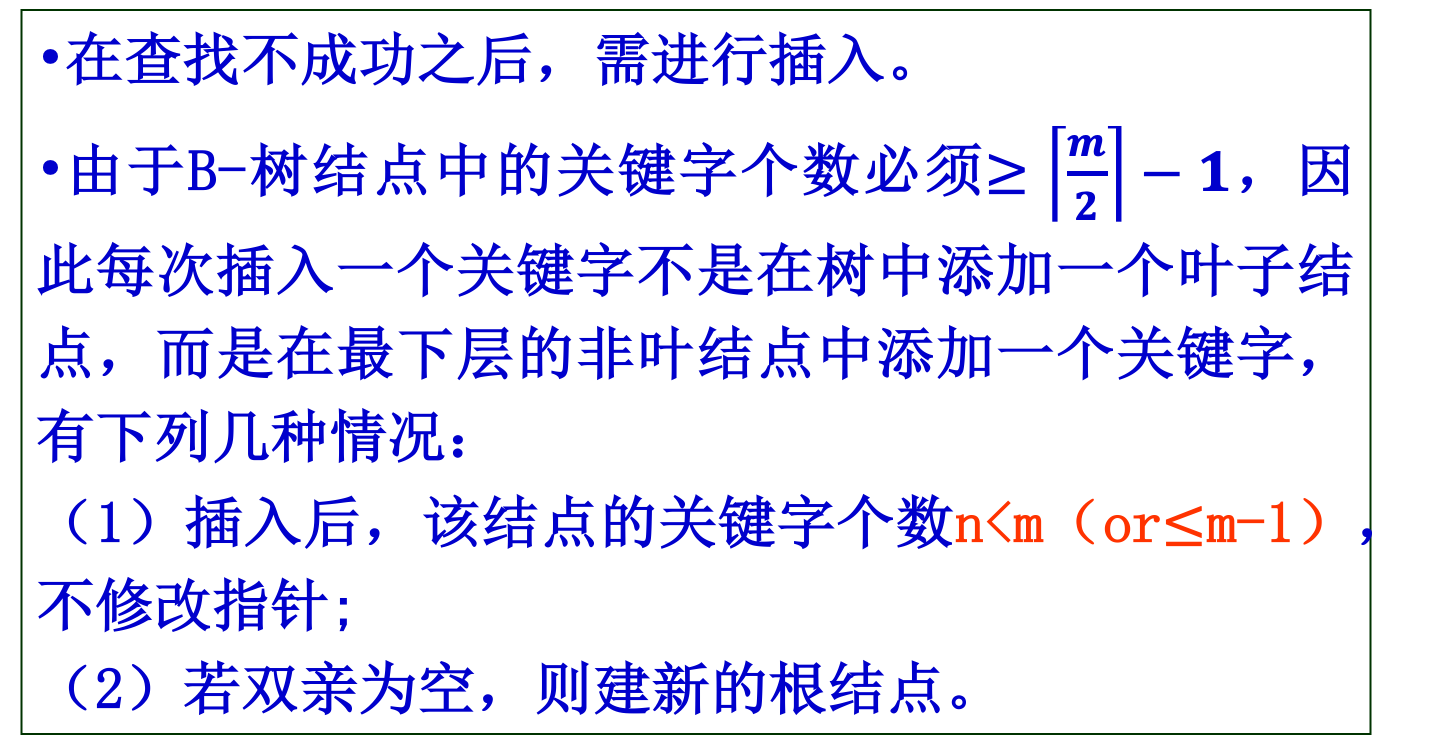 •在查找不成功之后，需进行插入。
•由于B-树结点中的关键字个数必须≥ ⌈m/2⌉ − 1，因
此每次插入一个关键字不是在树中添加一个叶子结
点，而是在最下层的非叶结点中添加一个关键字，
有下列几种情况：
（1）插入后，该结点的关键字个数n<m（or≤m-1），
不修改指针;
（2）若双亲为空，则建新的根结点。